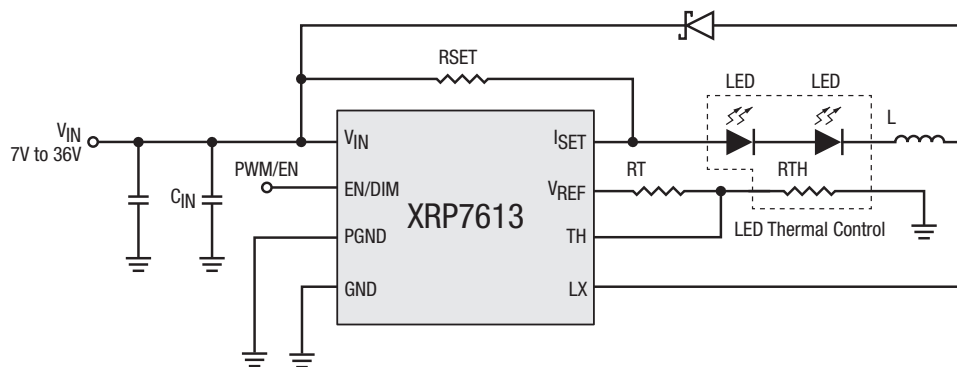 RSET
LED LED
L
VIN
7V to 36V
CIN
PWM/EN
VIN
EN/DIM
PGND
GND
XRP7613
ISET
VREF
TH
LX
RT
RTH
LED Thermal Control